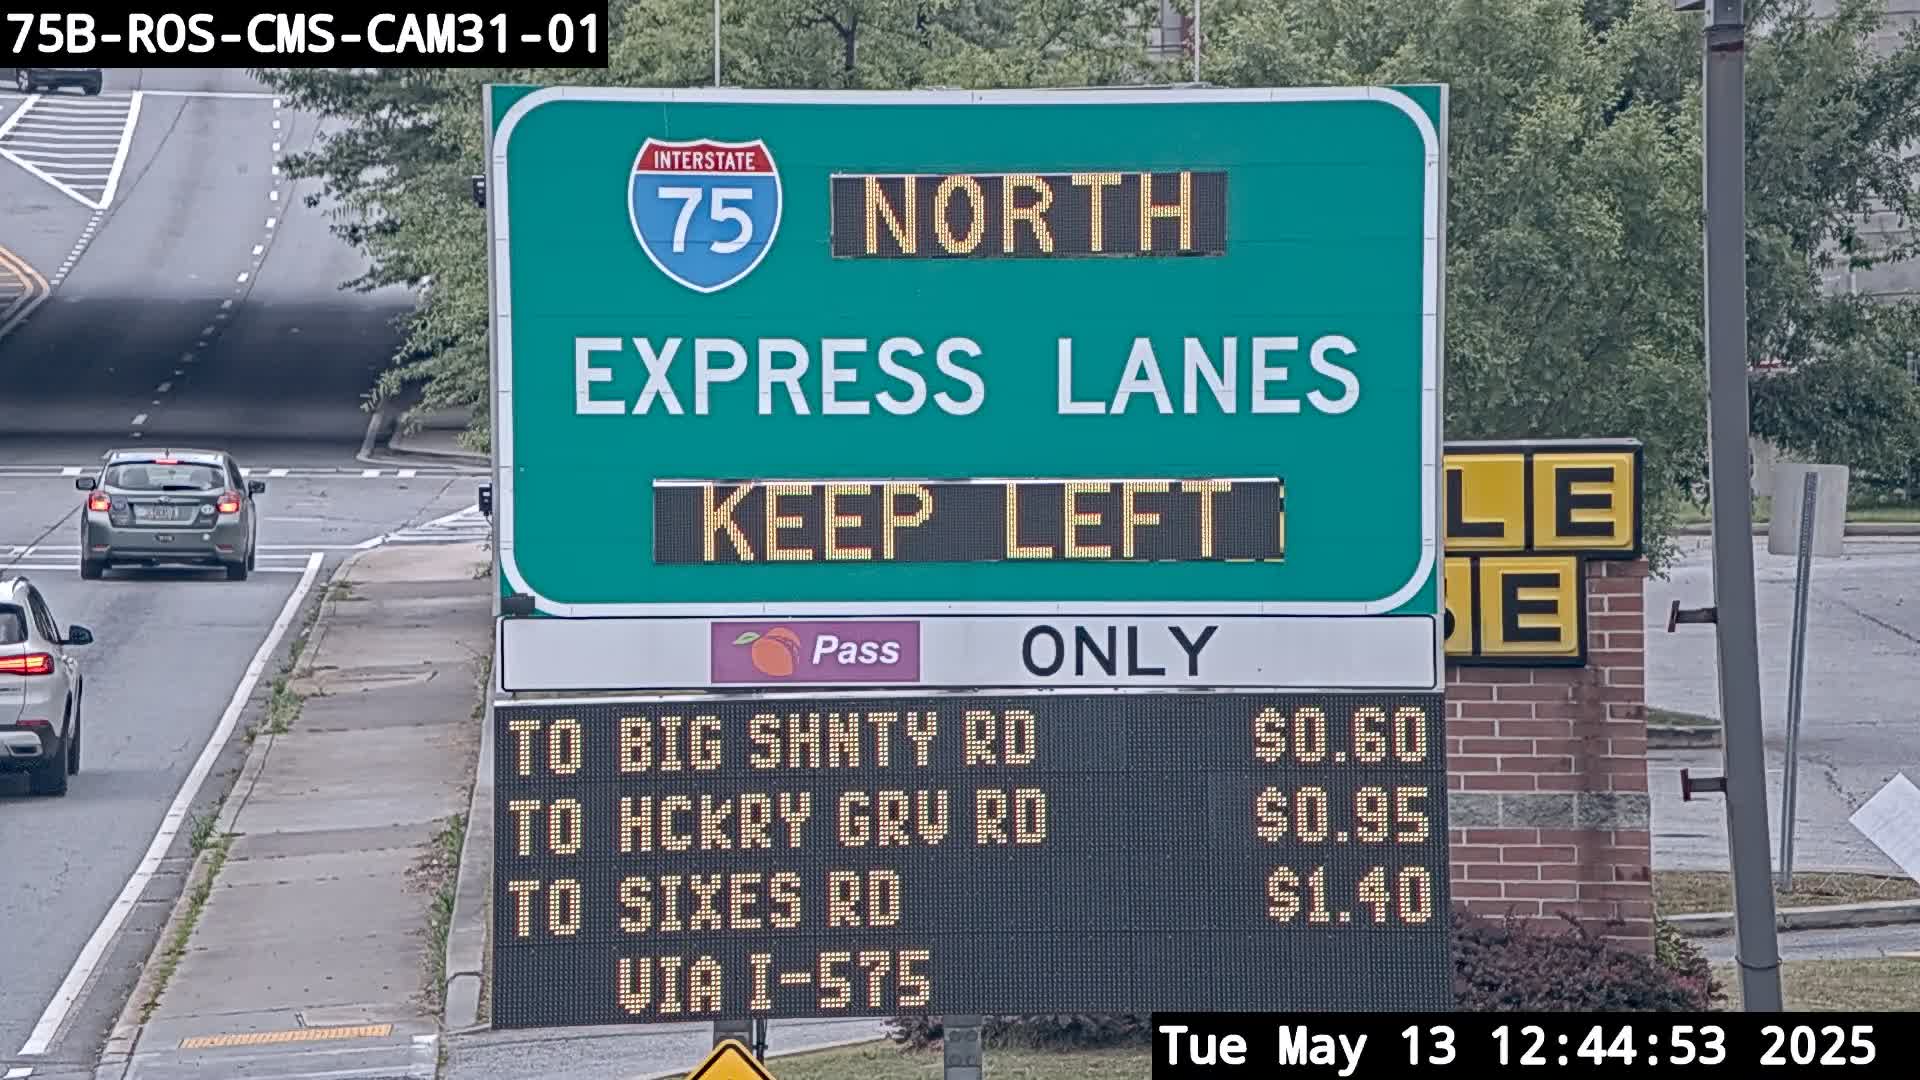 75B-ROS-CMS-CAM31-01
INTERSTATE
75
NORTH
EXPRESS LANES
KEEP LEFT
Pass ONLY
TO BIG SHNTY RD $0.60
TO HCKRY GRV RD $0.95
TO SIXES RD $1.40
VIA I-575
LE
E
Tue May 13 12:44:53 2025